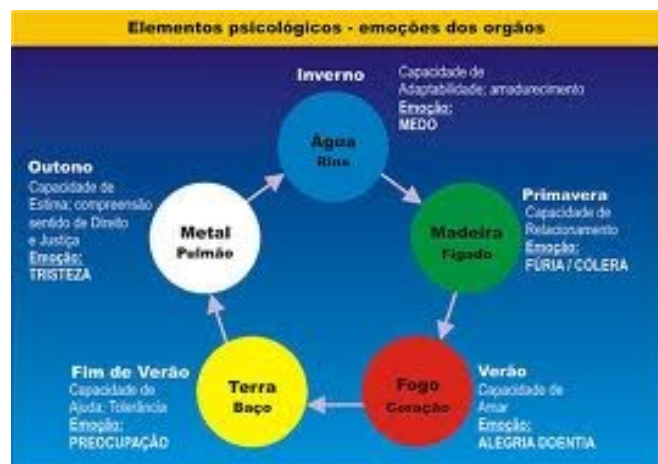 Elementos psicológicos - emoções dos orgãos
Inverno
Capacidade de
Adaptabilidade; amadurecimento
Emoção:
MEDO
Água
Rins
Outono
Capacidade de
Estima; compreensão
sentido de Direito
e Justiça
Emoção:
TRISTEZA
Metal
Pulmão
Madeira
Fígado
Primavera
Capacidade de
Relacionamento
Emoção:
FÚRIA / COLERA
Fim de Verão
Capacidade de
Ajuda; Tolerância
Emoção:
PREOCUPAÇÃO
Terra
Baço
Fogo
Coração
Verão
Capacidade de
Amar
Emoção:
ALEGRIA DOENTIA